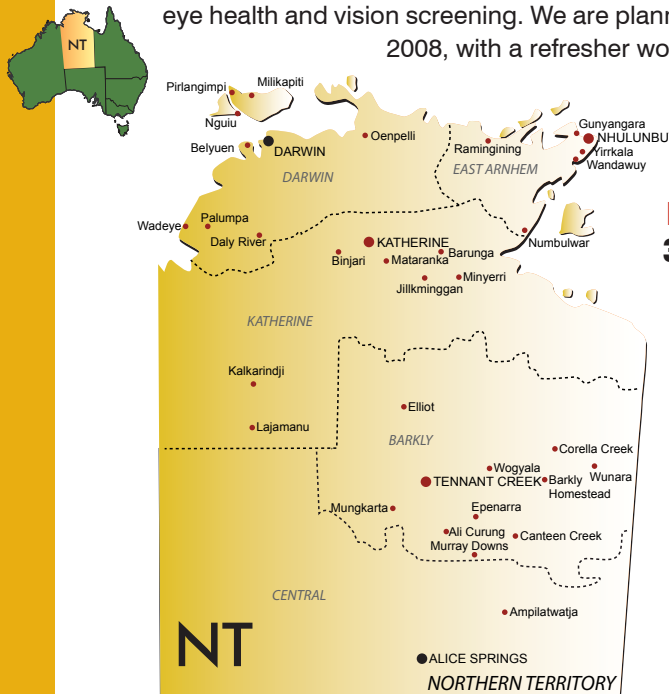 eye health and vision screening. We are plann
2008, with a refresher wo
NT
Pirlangimpi
Milikapiti
Nguiu
Belyuen
DARWIN
DARWIN
Oenpelli
Ramingining
EAST ARNHEM
Gunyangara
NHULUNBU
Yirrkala
Wandawuy
Wadeye
Palumpa
Daly River
KATHERINE
Binjari
Mataranka
Barunga
Numbulwar
Jillkminggan
Minyerri
KATHERINE
Kalkarindji
Lajamanu
Elliot
BARKLY
Corella Creek
Wogyala
Wunara
TENNANT CREEK
Barkly
Homestead
Mungkarta
Epenarra
Ali Curung
Canteen Creek
Murray Downs
CENTRAL
Ampilatwatja
NT
ALICE SPRINGS
NORTHERN TERRITORY